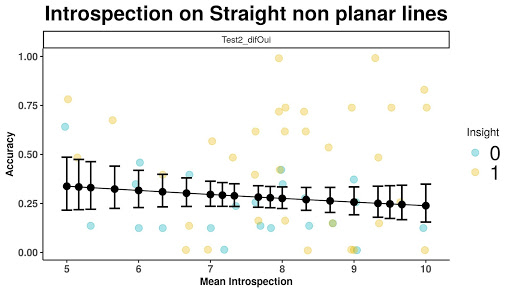 Introspection on Straight non planar lines
Test2_difOui
Accuracy
1.00
0.75
0.50
0.25
0.00
5 6 7 8 9 10
Mean Introspection
Insight
0
1